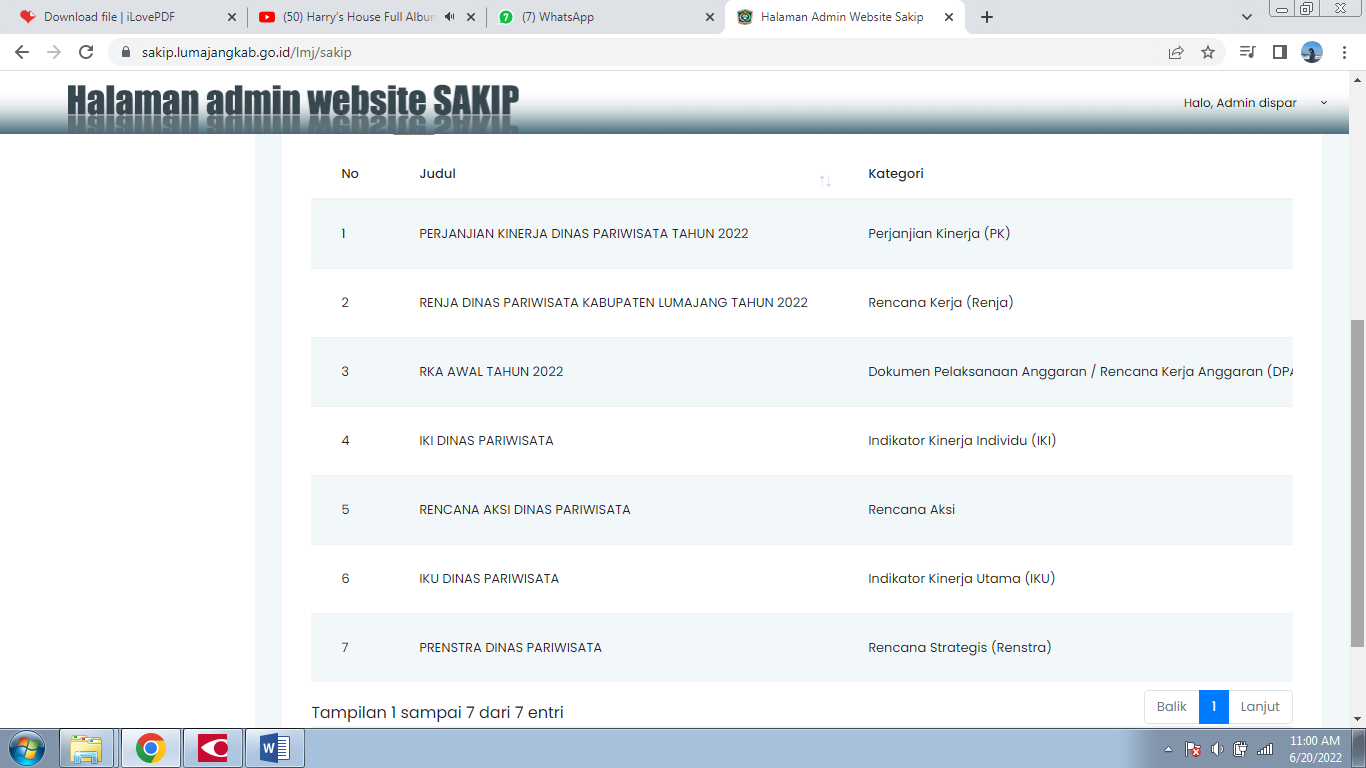 Download file | iLovePDF
(50) Harry's House Full Album
(7) WhatsApp
Halaman Admin Website Sakip
sakip.lumajangkab.go.id/lmj/sakip
Halaman admin website SAKIP
Halo, Admin dispar
No Judul Kategori
1 PERJANJIAN KINERJA DINAS PARIWISATA TAHUN 2022 Perjanjian Kinerja (PK)
2 RENJA DINAS PARIWISATA KABUPATEN LUMAJANG TAHUN 2022 Rencana Kerja (Renja)
3 RKA AWAL TAHUN 2022 Dokumen Pelaksanaan Anggaran / Rencana Kerja Anggaran (DPA
4 IKI DINAS PARIWISATA Indikator Kinerja Individu (IKI)
5 RENCANA AKSI DINAS PARIWISATA Rencana Aksi
6 IKU DINAS PARIWISATA Indikator Kinerja Utama (IKU)
7 PRENSTRA DINAS PARIWISATA Rencana Strategis (Renstra)
Tampilan 1 sampai 7 dari 7 entri
Balik 1 Lanjut
11:00 AM
6/20/2022